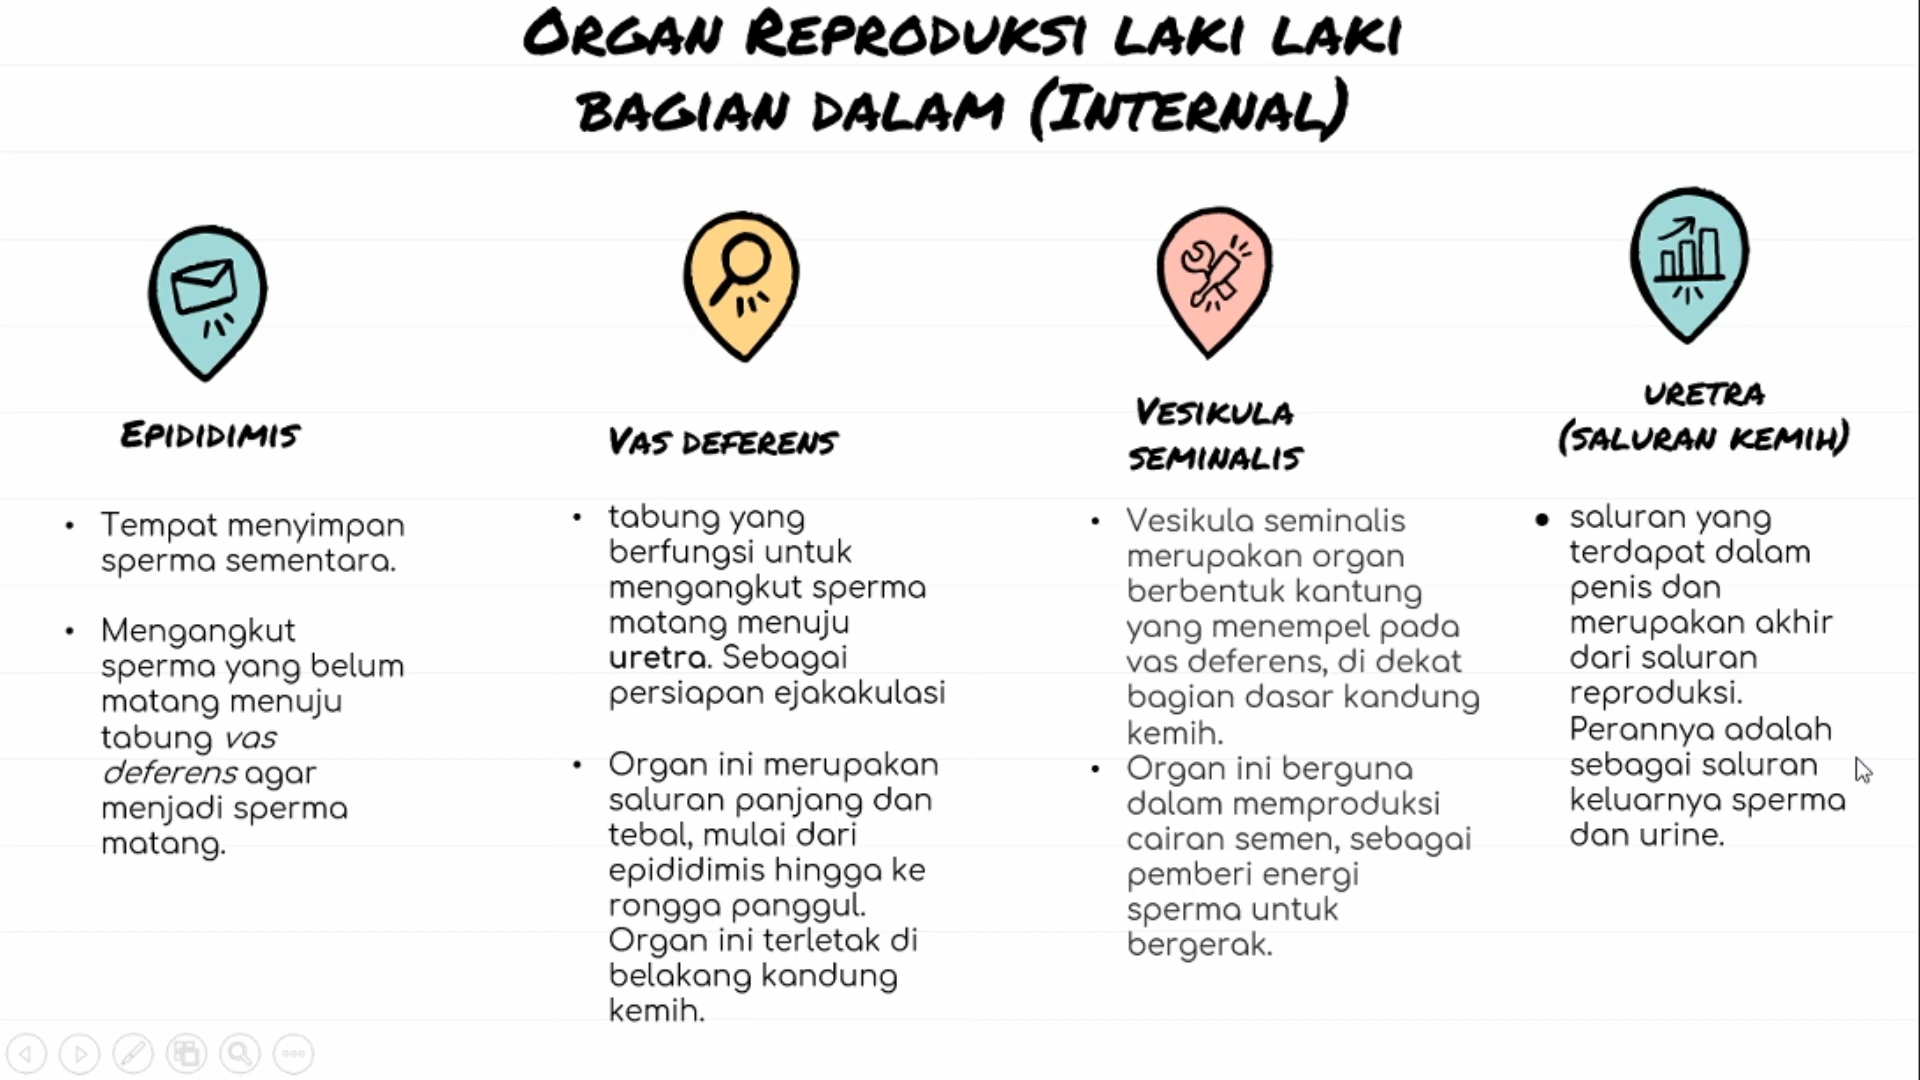 Organ Reproduksi laki laki
bagian dalam (Internal)
Epididimis
Tempat menyimpan
sperma sementara.
Mengangkut
sperma yang belum
matang menuju
tabung vas
deferens agar
menjadi sperma
matang.
Vas deferens
tabung yang
berfungsi untuk
mengangkut sperma
matang menuju
uretra. Sebagai
persiapan ejakakulasi
Organ ini merupakan
saluran panjang dan
tebal, mulai dari
epididimis hingga ke
rongga panggul.
Organ ini terletak di
belakang kandung
kemih.
Vesikula
seminalis
Vesikula seminalis
merupakan organ
berbentuk kantung
yang menempel pada
vas deferens, di dekat
bagian dasar kandung
kemih.
Organ ini berguna
dalam memproduksi
cairan semen, sebagai
pemberi energi
sperma untuk
bergerak.
uretra
(saluran kemih)
saluran yang
terdapat dalam
penis dan
merupakan akhir
dari saluran
reproduksi.
Perannya adalah
sebagai saluran
keluarnya sperma
dan urine.